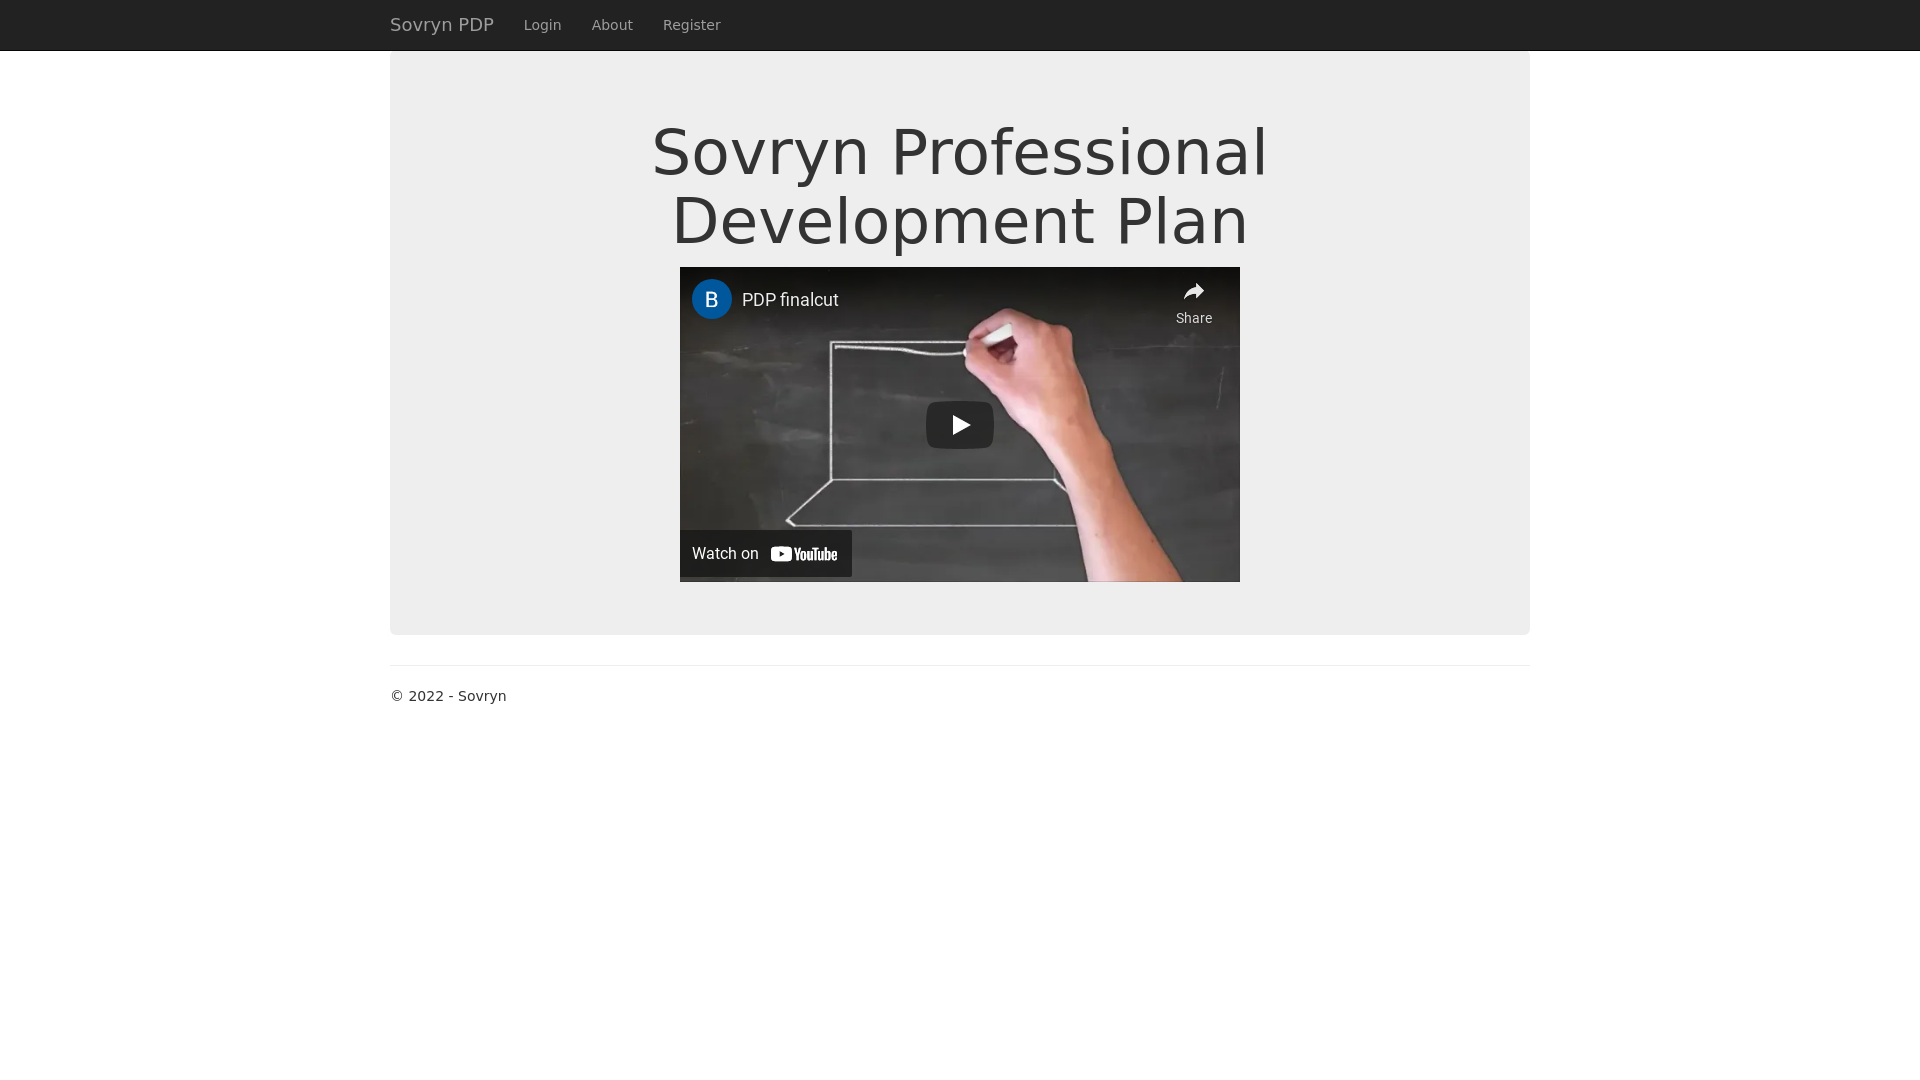 Sovryn PDP Login About Register
Sovryn Professional
Development Plan
B PDP finalcut
Share
Watch on YouTube
© 2022 - Sovryn